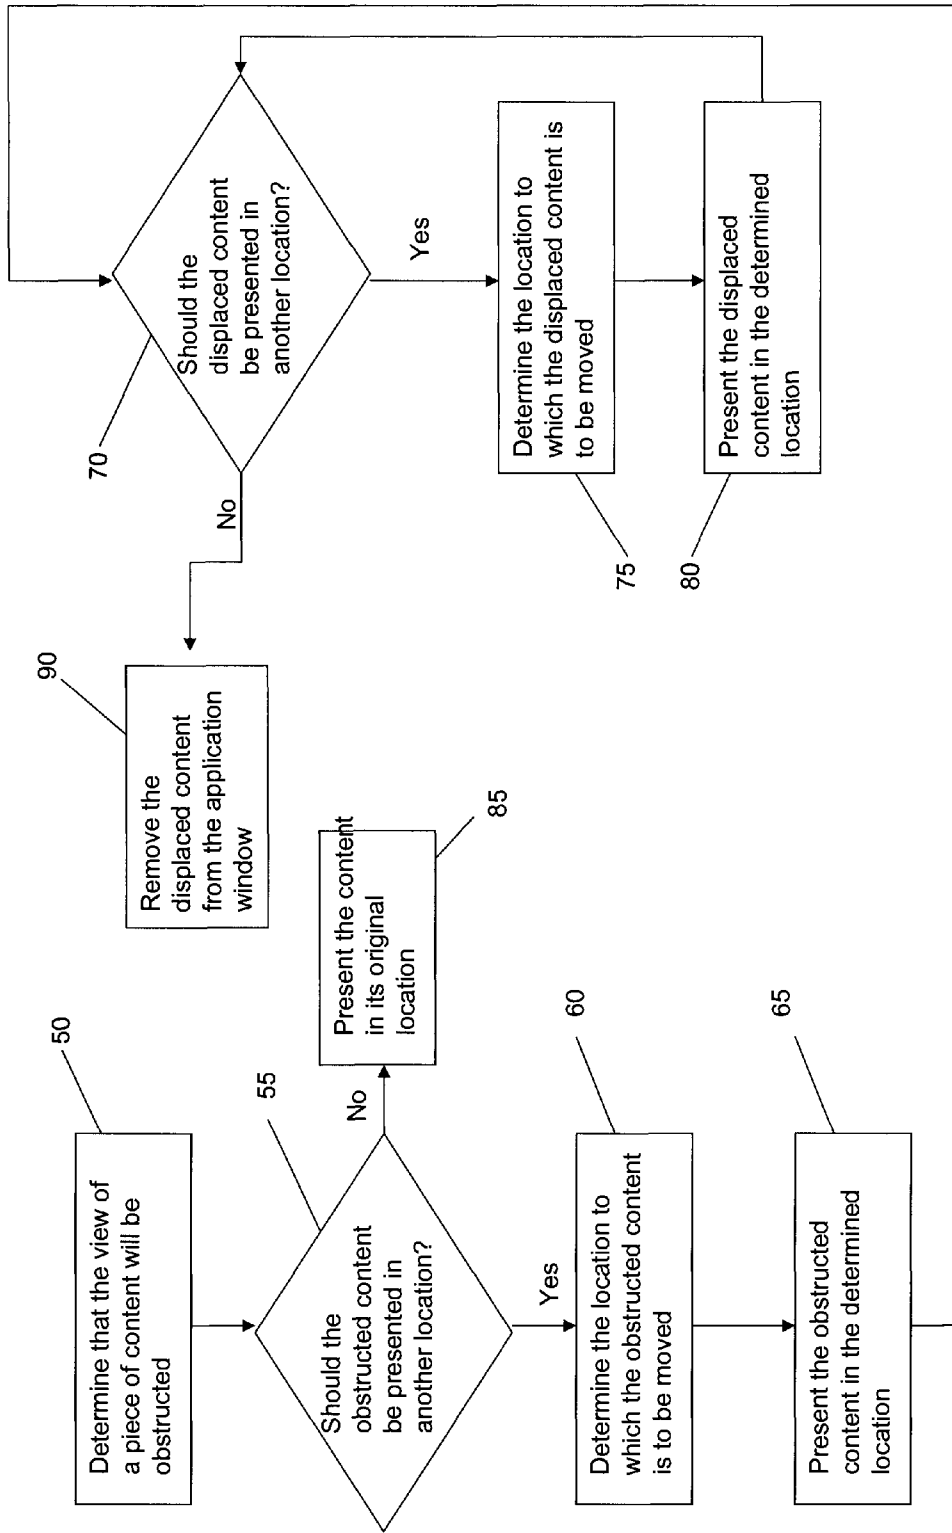 50
Determine that the view of
a piece of content will be
obstructed
55
Should the
obstructed content
be presented in
another location?
No
85
Present the content
in its original
location
Yes
60
Determine the location to
which the obstructed content
is to be moved
65
Present the obstructed
content in the determined
location
70
Should the
displaced content
be presented in
another location?
No
90
Remove the
displaced content
from the application
window
Yes
75
Determine the location to
which the displaced content is
to be moved
80
Present the displaced
content in the determined
location